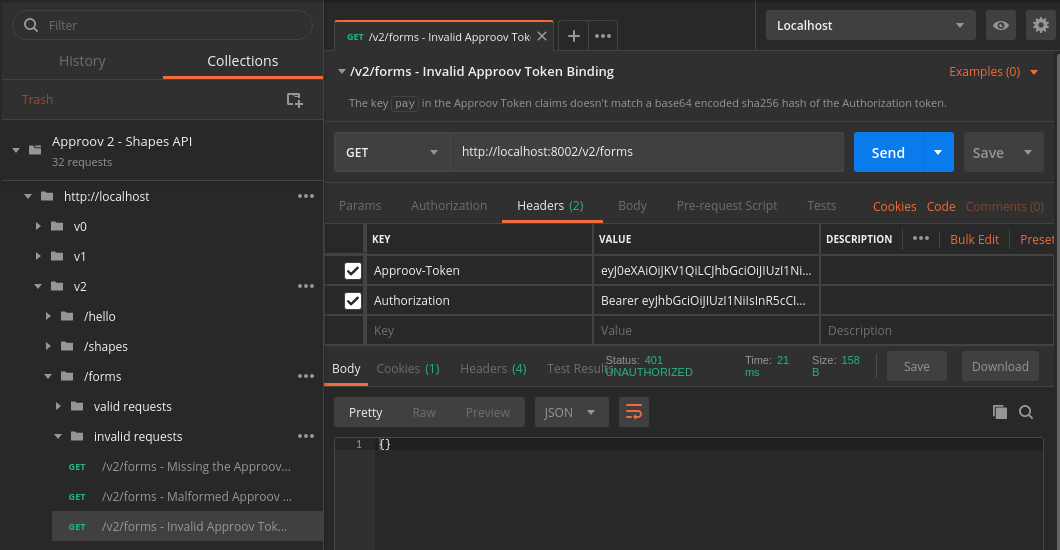 Filter
History
Collections
Trash
Approov 2 - Shapes API
32 requests
http://localhost
v0
v1
v2
/hello
/shapes
/forms
valid requests
invalid requests
GET /v2/forms - Missing the Approov...
GET /v2/forms - Malformed Approov ...
GET /v2/forms - Invalid Approov Tok...
GET /v2/forms - Invalid Approov Tok
Localhost
/v2/forms - Invalid Approov Token Binding
Examples (0)
The key pay in the Approov Token claims doesn't match a base64 encoded sha256 hash of the Authorization token.
GET http://localhost:8002/v2/forms Send Save
Params Authorization Headers (2) Body Pre-request Script Tests Cookies Code Comments (0)
KEY VALUE DESCRIPTION ••• Bulk Edit Preset
Approov-Token eyJ0eXAiOiJKV1QiLCJhbGciOiJIUzI1Ni...
Authorization Bearer eyJhbGciOiJIUzI1NiIsInR5cCI...
Key Value Description
Body Cookies (1) Headers (4) Test Results Status: 401 UNAUTHORIZED Time: 21 ms Size: 158 B Save Download
Pretty Raw Preview JSON
1 {}